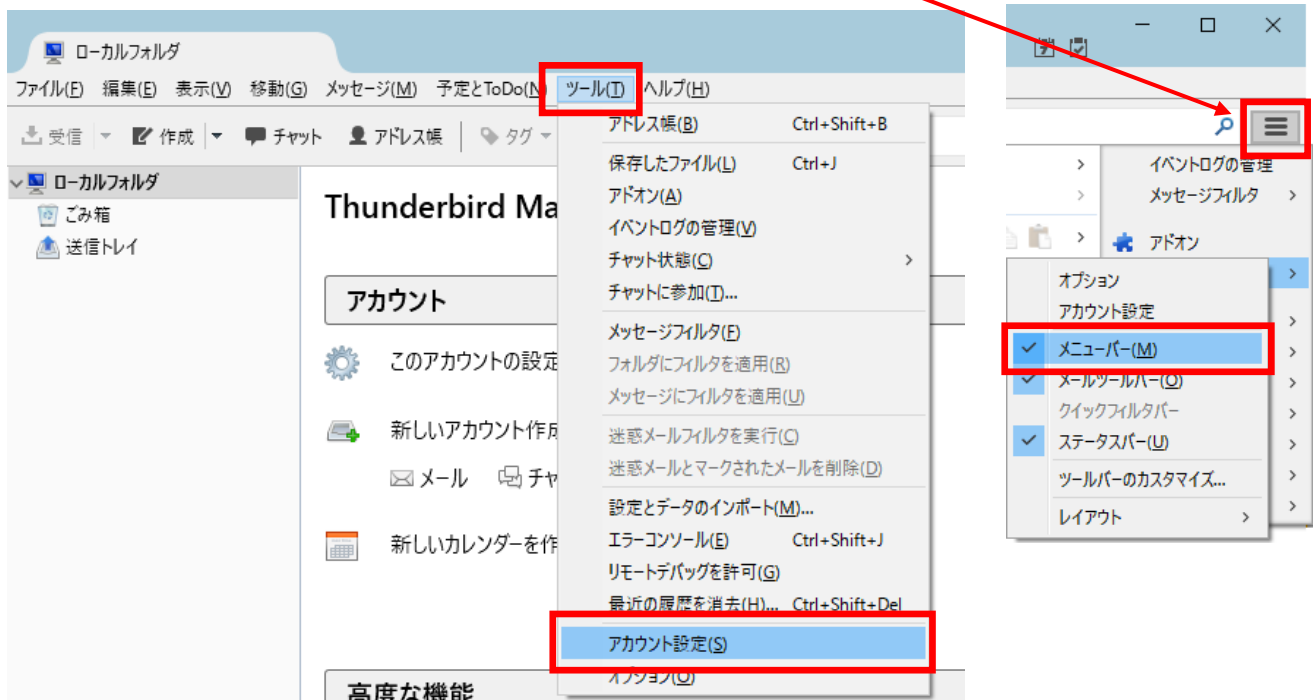 ローカルフォルダ
ファイル(F) 編集(E) 表示(V) 移動(G) メッセージ(M) 予定とToDo(N) ツール(T) ヘルプ(H)
受信 作成 チャット アドレス帳 タグ
ローカルフォルダ
ごみ箱
送信トレイ
Thunderbird Ma
アカウント
このアカウントの設定
新しいアカウント作成
メール チャ
新しいカレンダーを作
高度な機能
アドレス帳(B) Ctrl+Shift+B
保存したファイル(L) Ctrl+J
アドオン(A)
イベントログの管理(V)
チャット状態(C)
チャットに参加(T)...
メッセージフィルタ(F)
フォルダにフィルタを適用(R)
メッセージにフィルタを適用(U)
迷惑メールフィルタを実行(C)
迷惑メールとマークされたメールを削除(D)
設定とデータのインポート(M)...
エラーコンソール(E) Ctrl+Shift+J
リモートデバッグを許可(G)
最近の履歴を消去(H)... Ctrl+Shift+Del
アカウント設定(S)
オプション(O)
イベントログの管理
メッセージフィルタ
アドオン
オプション
アカウント設定
メニューバー(M)
メールツールバー(O)
クイックフィルタバー
ステータスバー(U)
ツールバーのカスタマイズ...
レイアウト